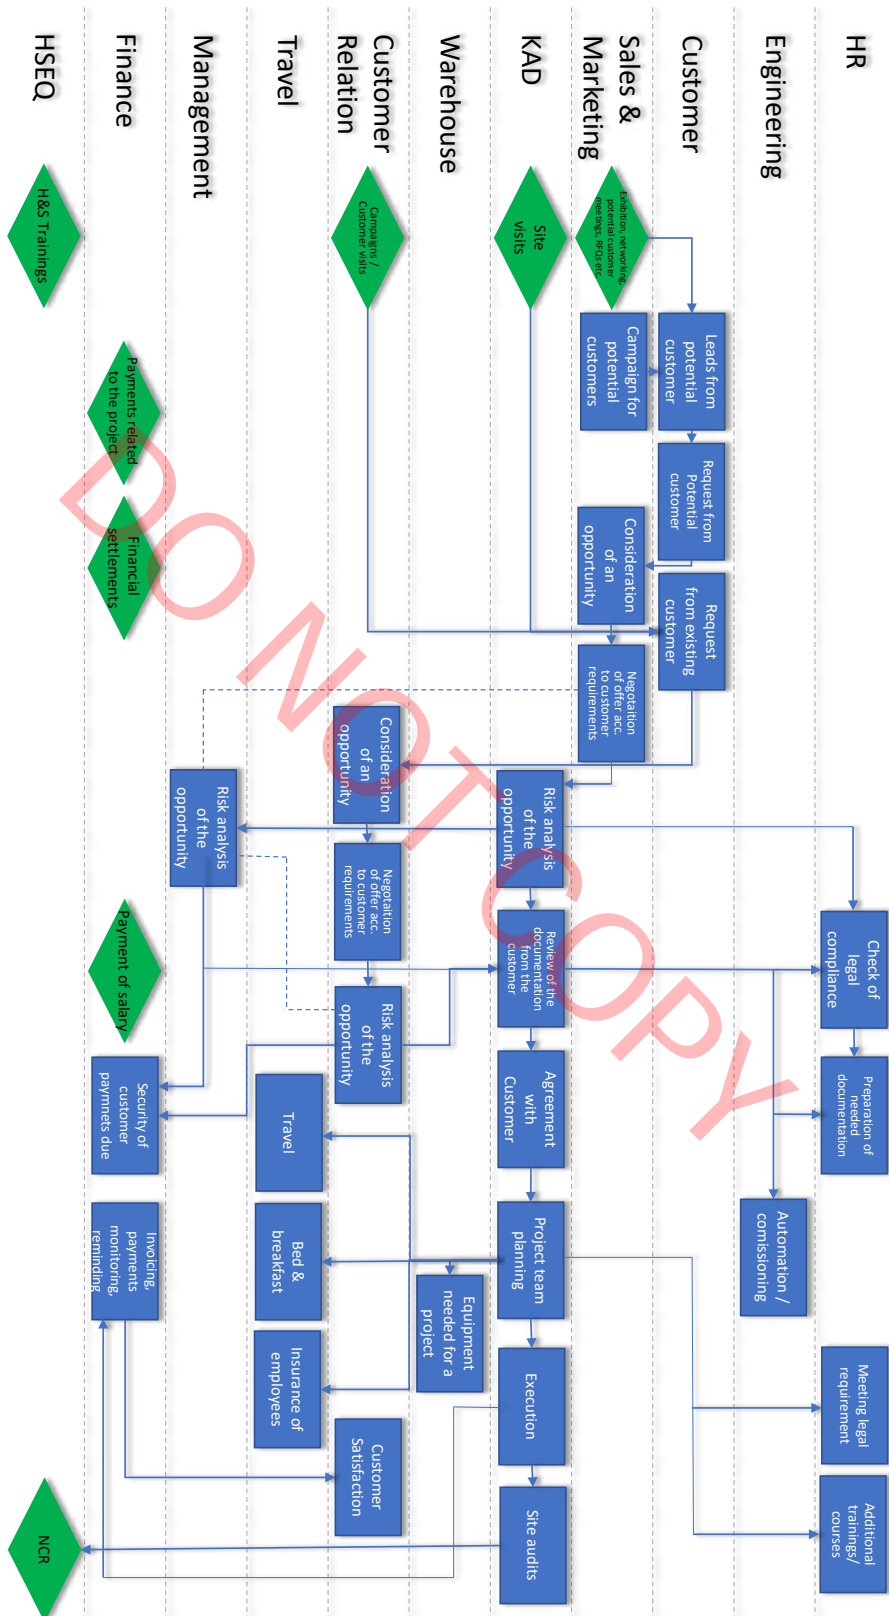 HR
Engineering
Customer
Sales &
Marketing
KAD
Warehouse
Customer
Relation
Travel
Management
Finance
HSEQ
Check of
legal
compliance
Preparation of
needed
documentation
Meeting legal
requirement
Additional
trainings/
courses
Automation /
comissioning
Leads from
potential
customer
Request from
Potential
customer
Request
from existing
customer
Exhibition, networking,
potential customer
meetings, RFQs etc.
Campaign for
potential
customers
Consideration
of an
opportunity
Negotaition
of offer acc.
to customer
requirements
Site
visits
Risk analysis
of the
opportunity
Review of the
documentation
from the
customer
Agreement
with
Customer
Project team
planning
Execution
Site audits
Equipment
needed for a
project
Campaigns /
Customer visits
Consideration
of an
opportunity
Negotaition
of offer acc.
to customer
requirements
Risk analysis
of the
opportunity
Customer
Satisfaction
Travel
Bed &
breakfast
Insurance of
employees
Risk analysis
of the
opportunity
Payments related
to the project
Financial
settlements
Payment of salary
Security of
customer
paymnets due
Invoicing,
payments
monitoring,
reminding
H&S Trainings
NCR
DO NOT COPY